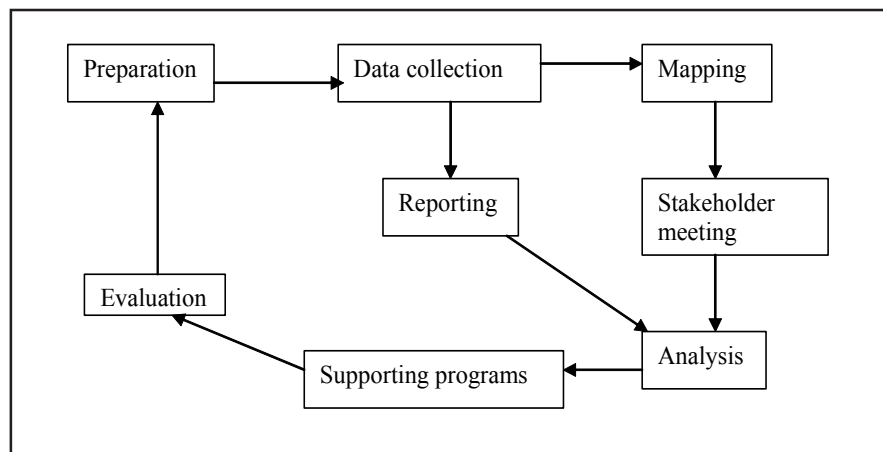 Preparation
Data collection
Mapping
Reporting
Stakeholder
meeting
Evaluation
Analysis
Supporting programs